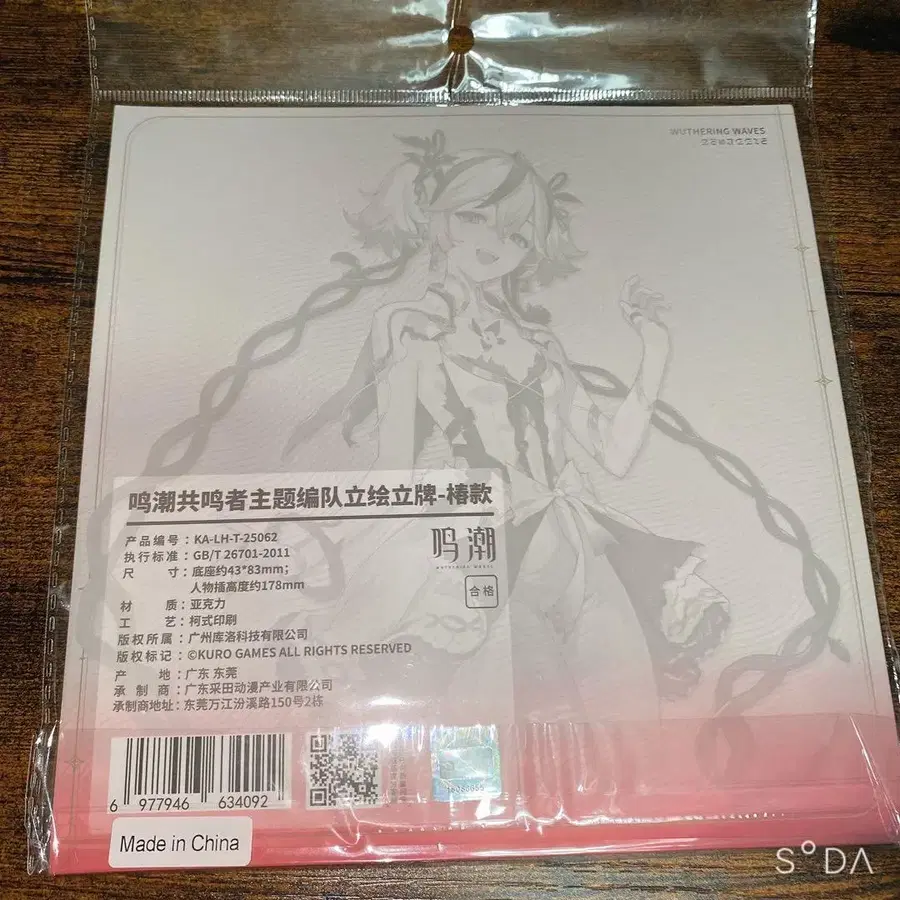 WUTHERING WAVES
鸣潮共鸣者主题编队立绘立牌-椿款
产品编号：KA-LH-T-25062
执行标准：GB/T 26701-2011
尺 寸：底座约43*83mm；
人物插高度约178mm
材 质：亚克力
工 艺：柯式印刷
版权所属：广州库洛科技有限公司
版权标记：©KURO GAMES ALL RIGHTS RESERVED
产 地：广东 东莞
承 制 商：广东采田动漫产业有限公司
承制商地址：东莞万江汾溪路150号2栋
鸣潮
WUTHERING WAVES
合格
6 977946 634092
Made in China
SODA